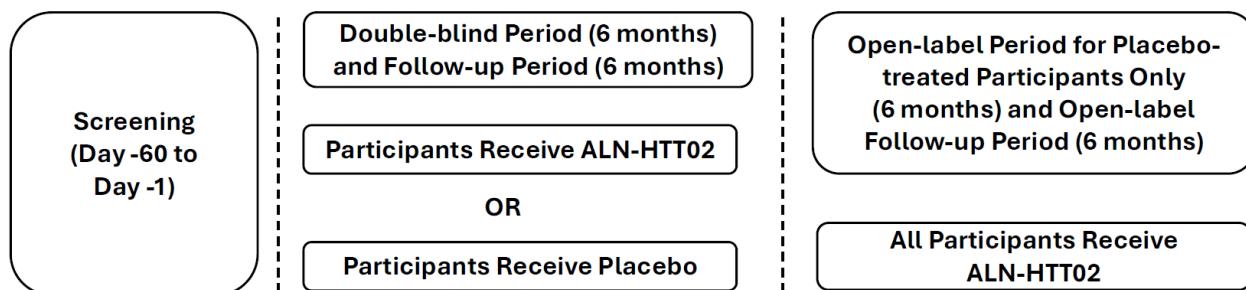 Screening
(Day -60 to
Day -1)
Double-blind Period (6 months)
and Follow-up Period (6 months)
Participants Receive ALN-HTT02
OR
Participants Receive Placebo
Open-label Period for Placebo-
treated Participants Only
(6 months) and Open-label
Follow-up Period (6 months)
All Participants Receive
ALN-HTT02